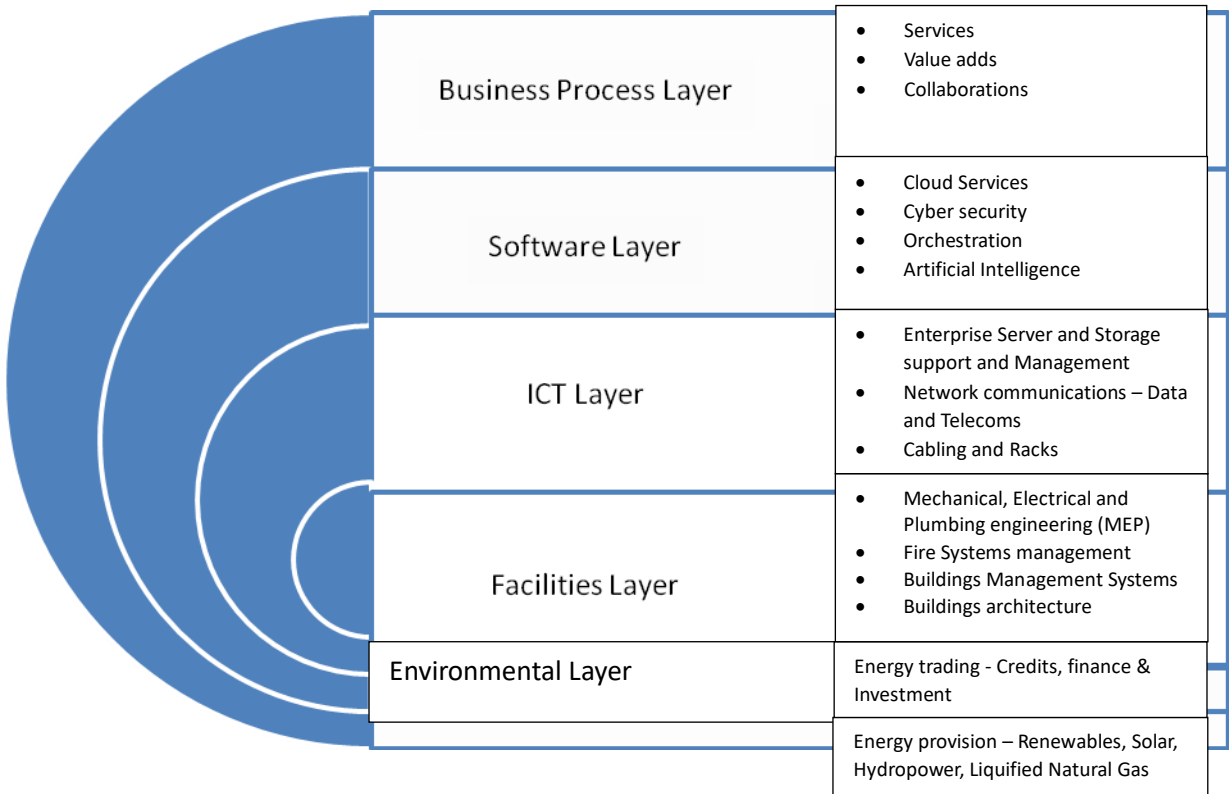 Business Process Layer
• Services
• Value adds
• Collaborations
Software Layer
• Cloud Services
• Cyber security
• Orchestration
• Artificial Intelligence
ICT Layer
• Enterprise Server and Storage
support and Management
• Network communications – Data
and Telecoms
• Cabling and Racks
Facilities Layer
• Mechanical, Electrical and
Plumbing engineering (MEP)
• Fire Systems management
• Buildings Management Systems
• Buildings architecture
Environmental Layer
Energy trading - Credits, finance &
Investment
Energy provision – Renewables, Solar,
Hydropower, Liquified Natural Gas